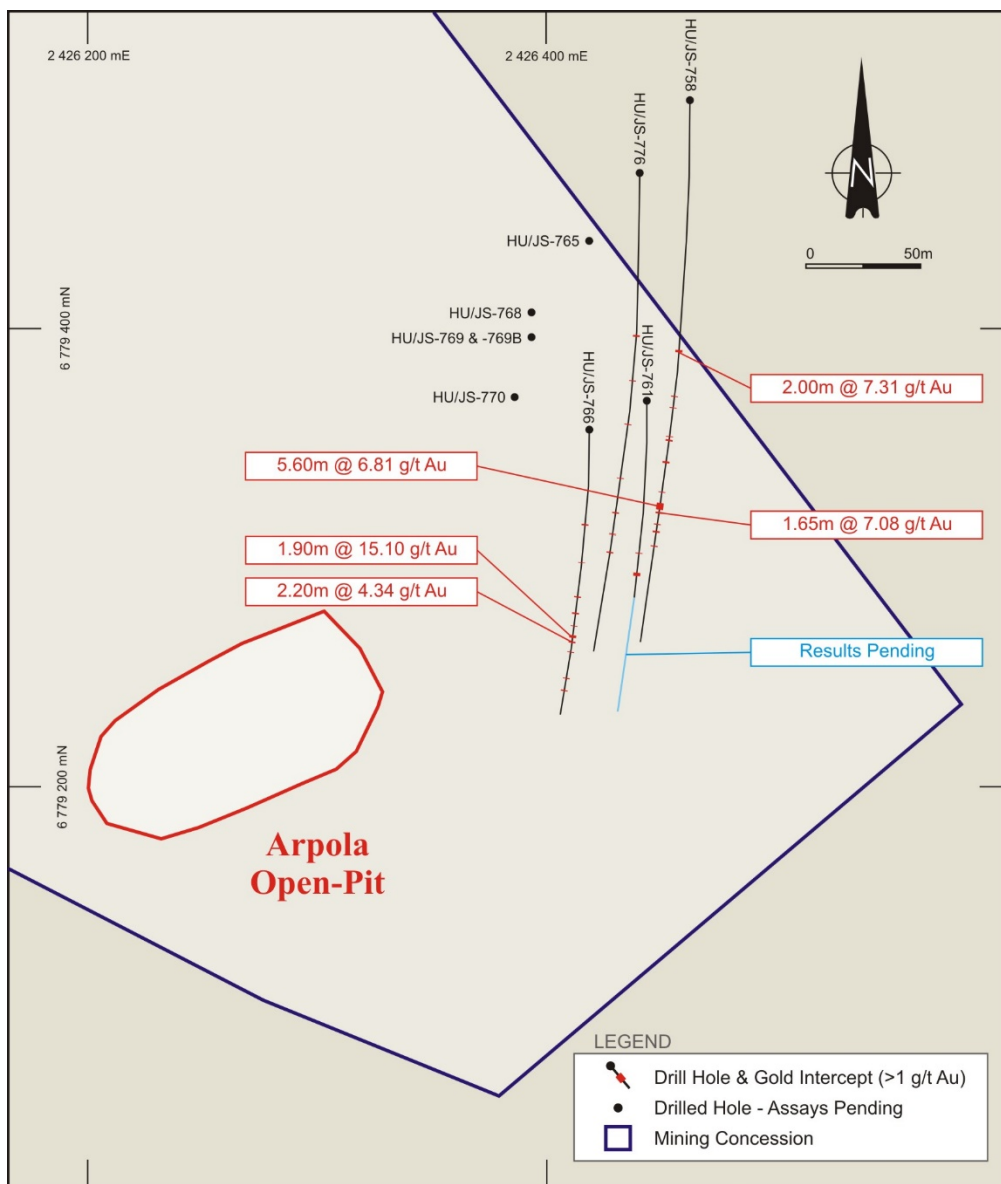 2 426 200 mE
2 426 400 mE
HU/JS-758
HU/JS-776
N
HU/JS-765
0 50m
6 779 400 mN
HU/JS-768
HU/JS-769 & -769B
HU/JS-761
HU/JS-766
HU/JS-770
2.00m @ 7.31 g/t Au
5.60m @ 6.81 g/t Au
1.65m @ 7.08 g/t Au
1.90m @ 15.10 g/t Au
2.20m @ 4.34 g/t Au
Results Pending
6 779 200 mN
Arpola
Open-Pit
LEGEND
Drill Hole & Gold Intercept (>1 g/t Au)
Drilled Hole - Assays Pending
Mining Concession